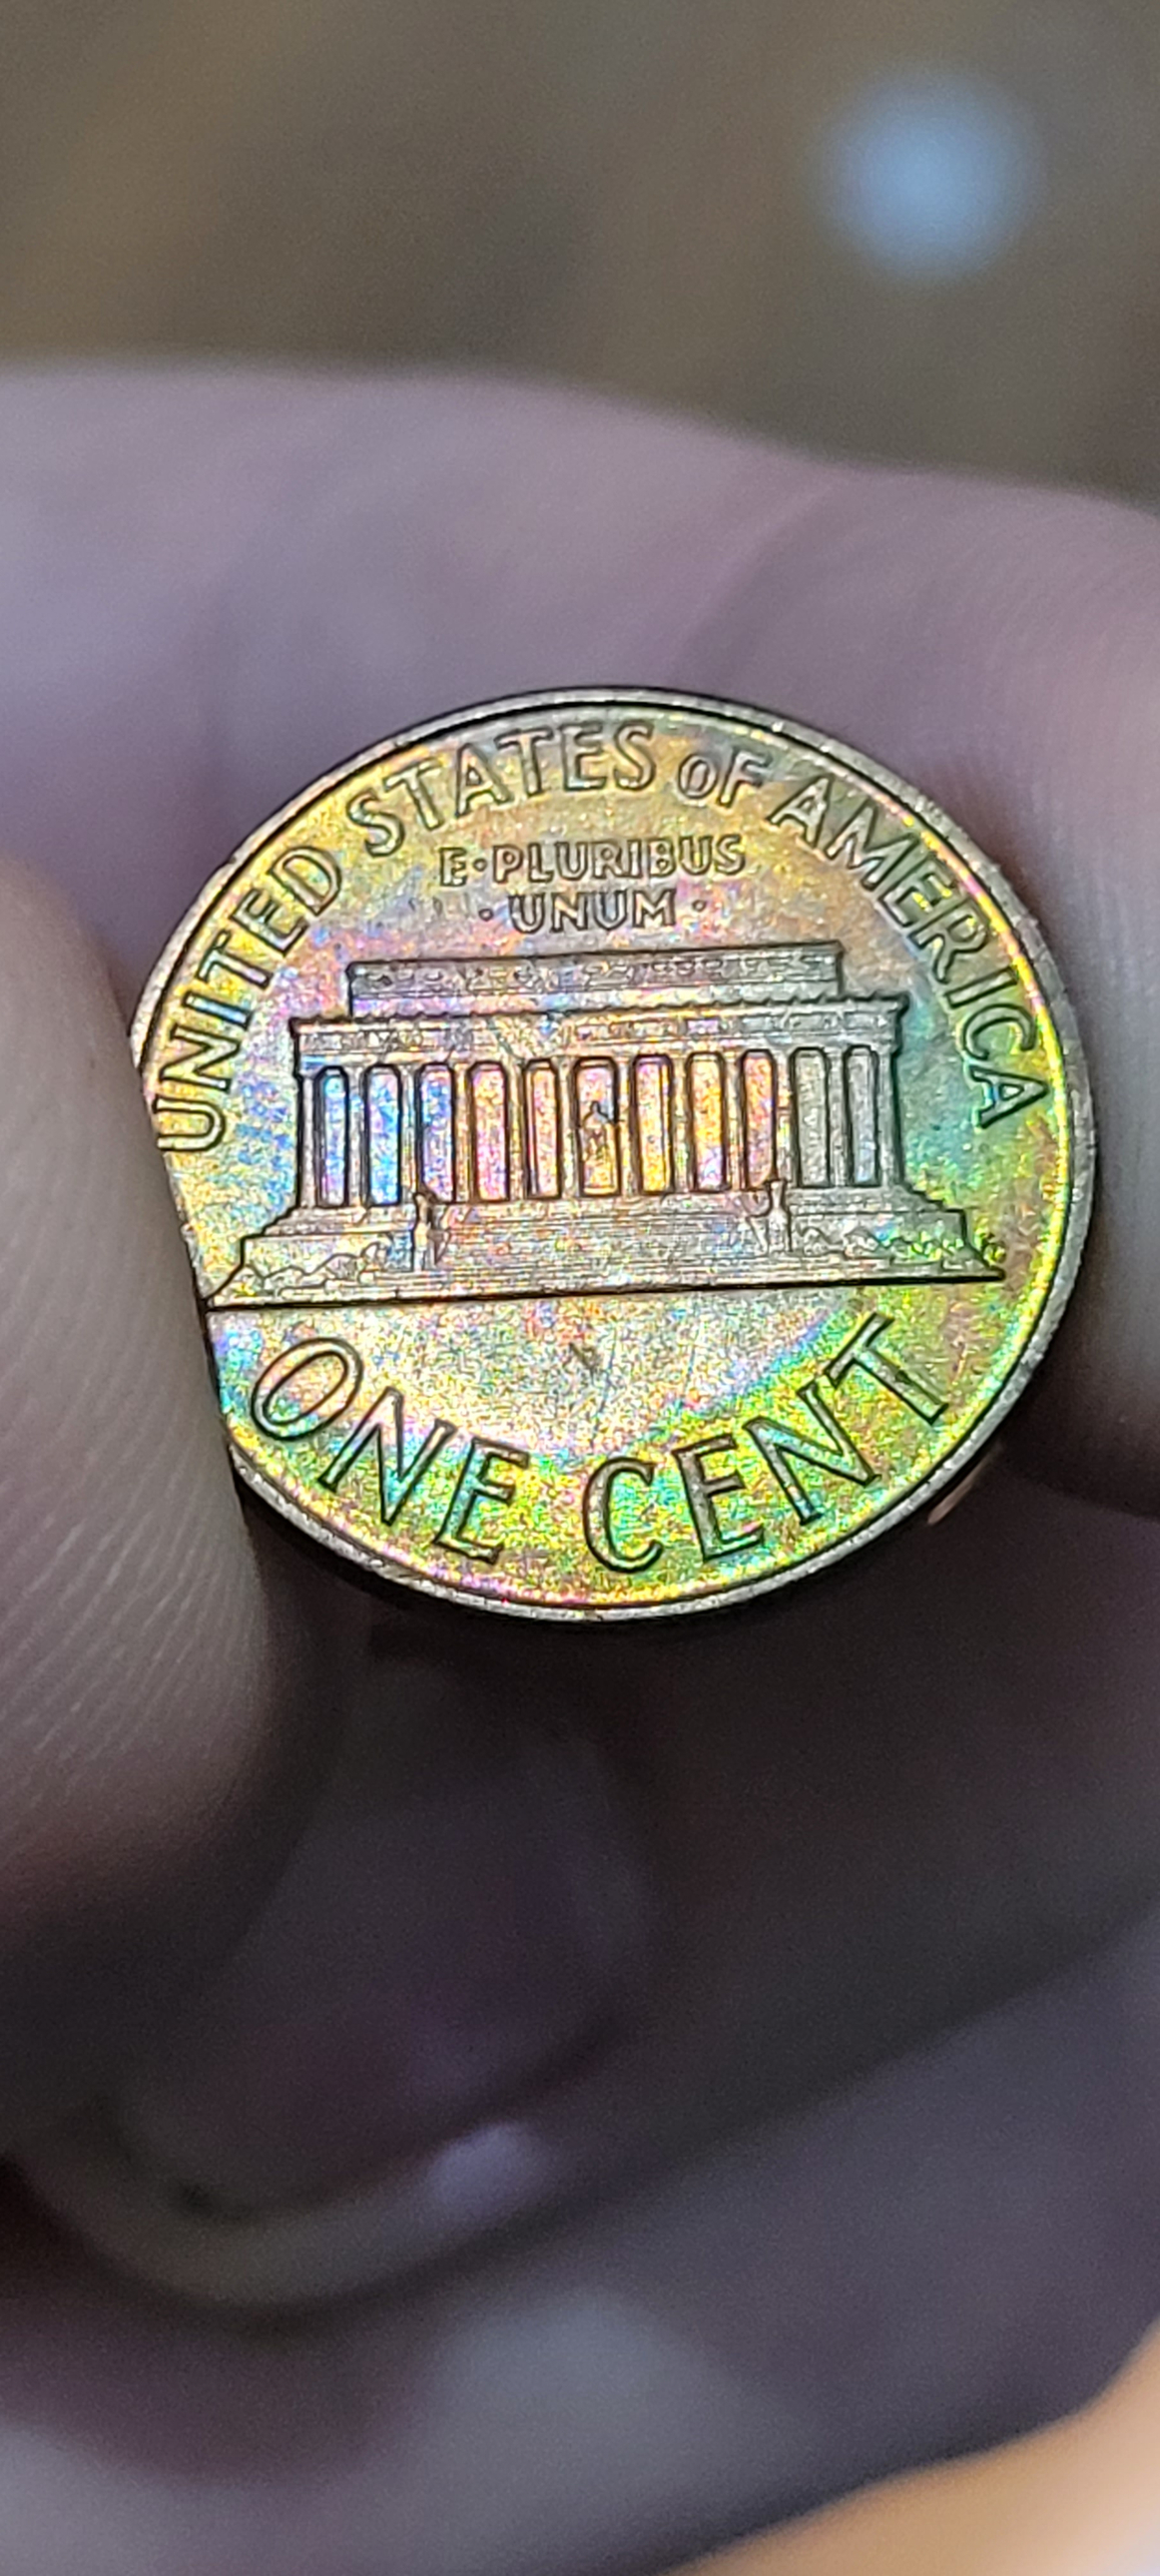 UNITED STATES OF AMERICA
E·PLURIBUS
·UNUM·
ONE CENT